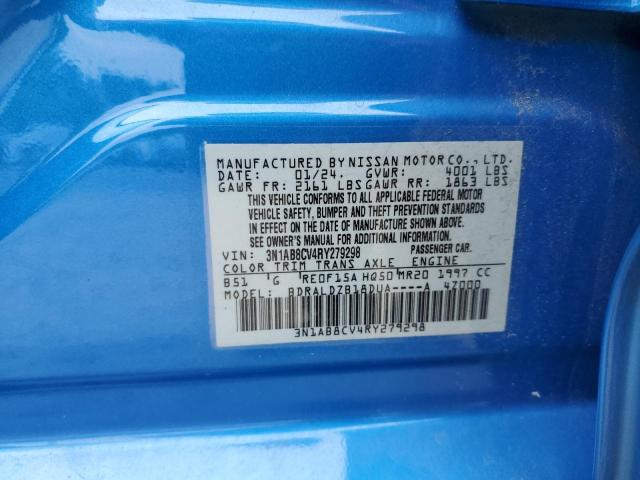 MANUFACTURED BY NISSAN MOTOR CO., LTD.
DATE: 01/24. GVWR: 4001 LBS
GAWR FR: 2161 LBS GAWR RR: 1863 LBS
THIS VEHICLE CONFORMS TO ALL APPLICABLE FEDERAL MOTOR
VEHICLE SAFETY, BUMPER AND THEFT PREVENTION STANDARDS
IN EFFECT ON THE DATE OF MANUFACTURE SHOWN ABOVE.
SEE OWNER'S MANUAL FOR ADDITIONAL INFORMATION.
VIN: 3N1AB8CV4RY279298 PASSENGER CAR.
COLOR TRIM TRANS AXLE ENGINE
B51 G RE0F15A HQ50 MR20 1997 CC
MODEL: BDRALDZB18DUA----A 4Z000
3N1AB8CV4RY279298